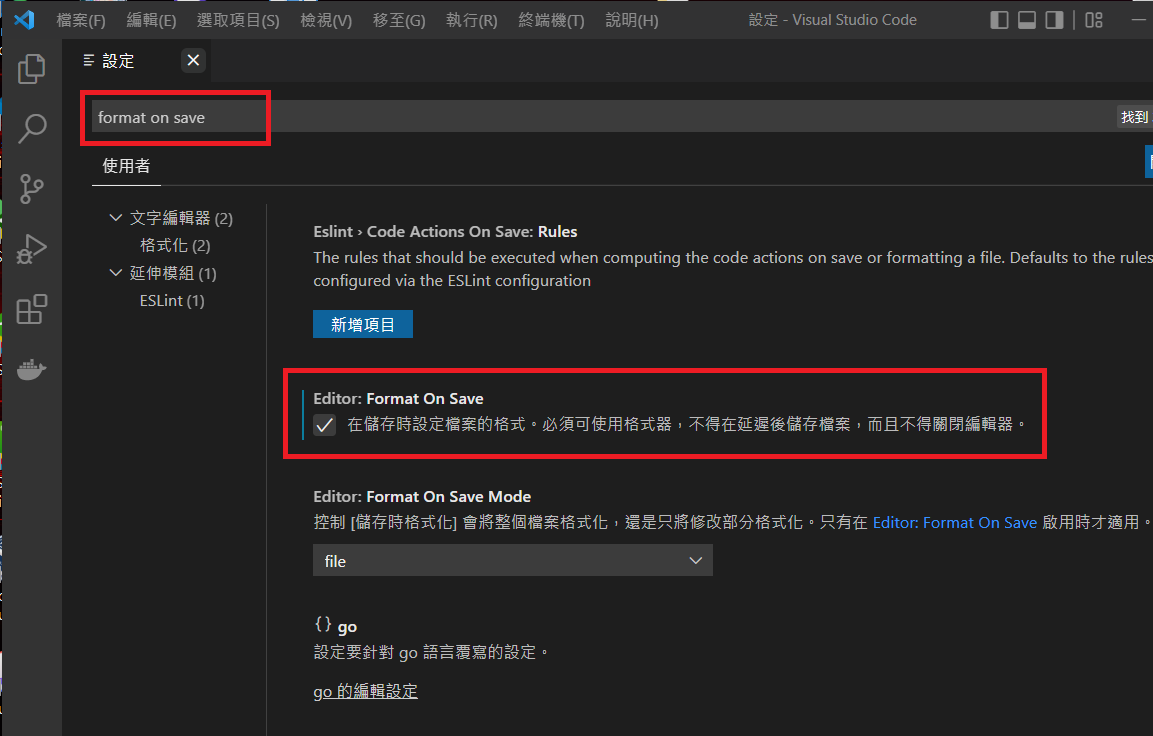 檔案(F) 編輯(E) 選取項目(S) 檢視(V) 移至(G) 執行(R) 終端機(T) 說明(H) 設定 - Visual Studio Code
設定
format on save
找到
使用者
文字編輯器 (2)
格式化 (2)
延伸模組 (1)
ESLint (1)
Eslint › Code Actions On Save: Rules
The rules that should be executed when computing the code actions on save or formatting a file. Defaults to the rules
configured via the ESLint configuration
新增項目
Editor: Format On Save
在儲存時設定檔案的格式。必須可使用格式器，不得在延遲後儲存檔案，而且不得關閉編輯器。
Editor: Format On Save Mode
控制 [儲存時格式化] 會將整個檔案格式化，還是只將修改部分格式化。只有在 Editor: Format On Save 啟用時才適用。
file
{} go
設定要針對 go 語言覆寫的設定。
go 的編輯設定